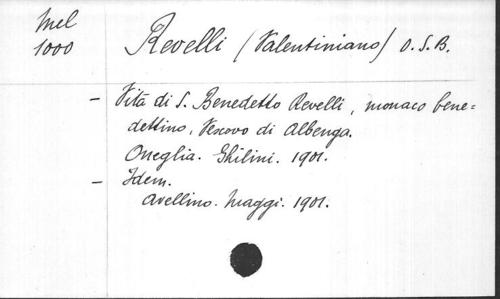 Mel
1000
Revelli (Valentiniano) O.S.B.
- Vita di S. Benedetto Revelli, monaco bene=
dettino, Vescovo di Albenga.
Oneglia. Ghilini. 1901.
- Idem.
Avellino. Maggi. 1901.